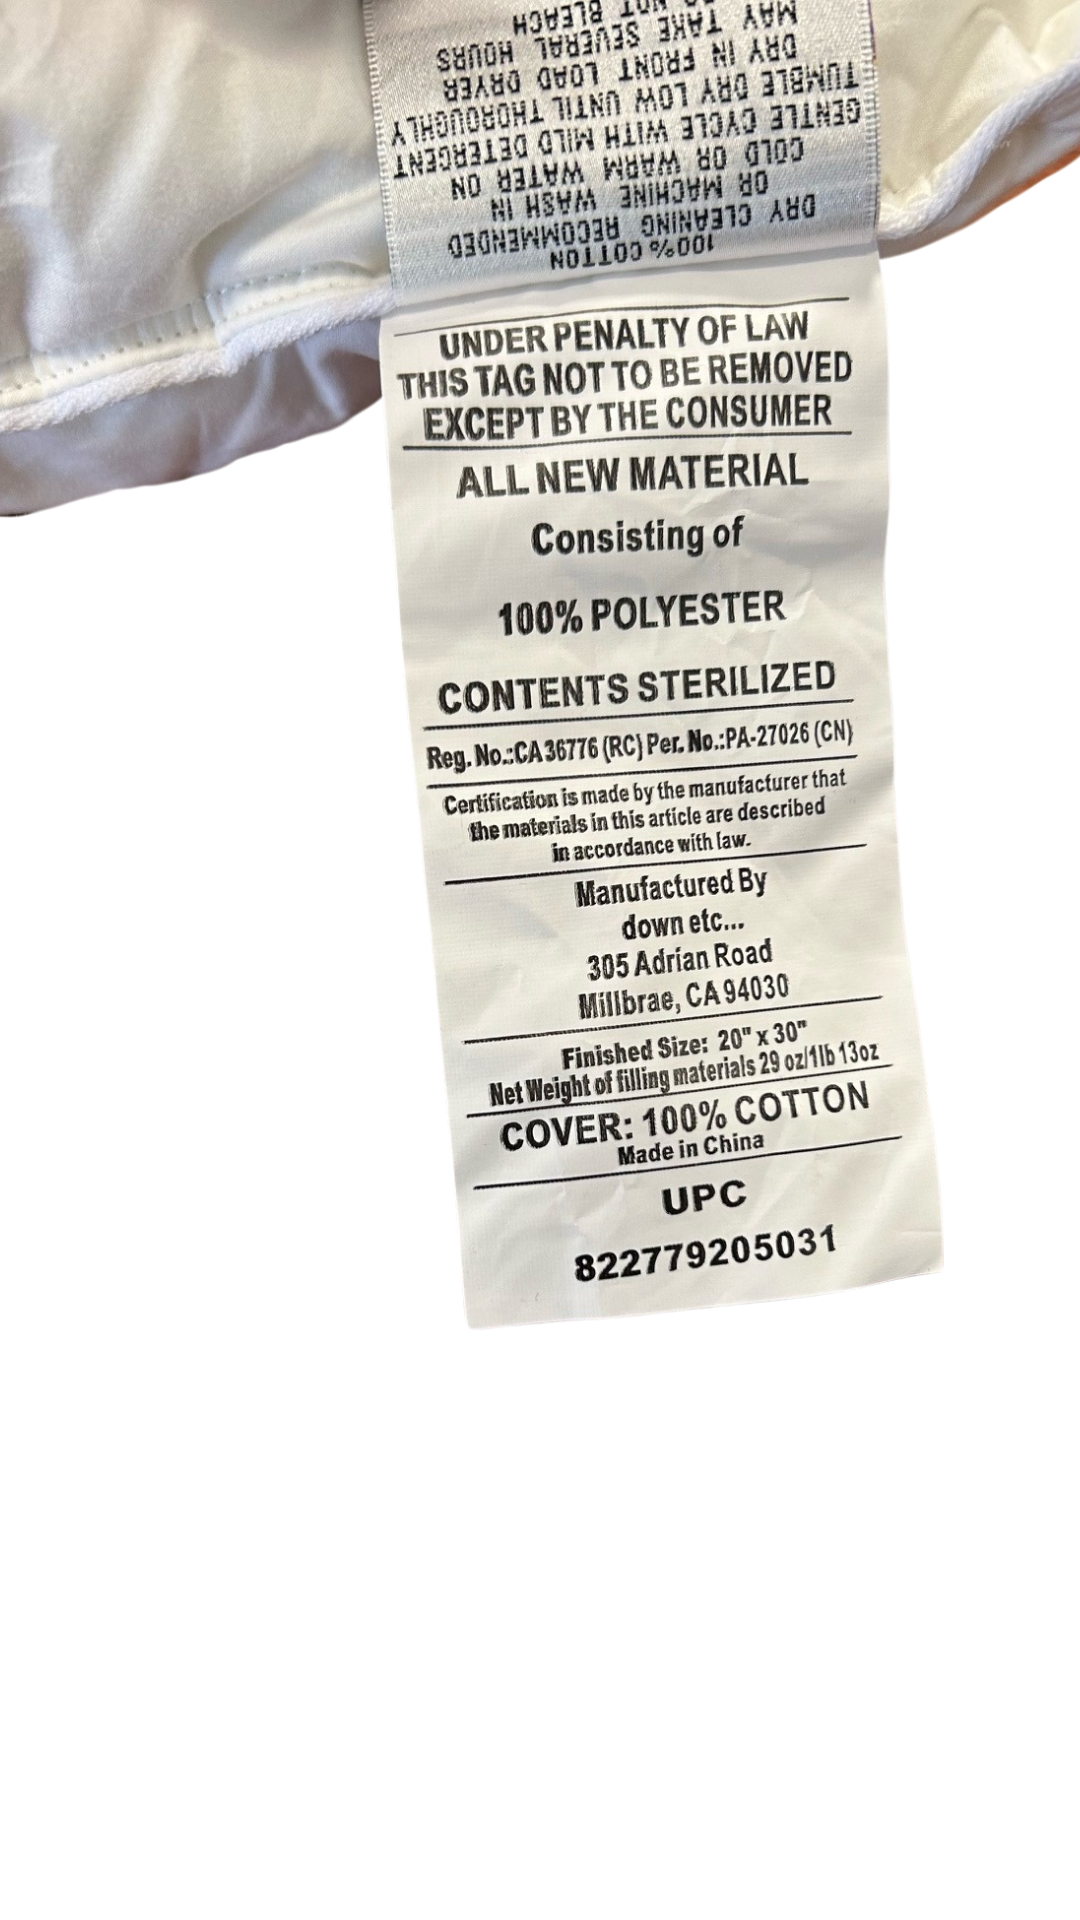 100% COTTON
DRY CLEANING RECOMMENDED
OR
OR MACHINE WASH IN
COLD OR WARM WATER ON
GENTLE CYCLE WITH MILD DETERGENT
TUMBLE DRY LOW UNTIL THOROUGHLY
DRY IN FRONT LOAD DRYER
MAY TAKE SEVERAL HOURS
NOT BLEACH
UNDER PENALTY OF LAW
THIS TAG NOT TO BE REMOVED
EXCEPT BY THE CONSUMER
ALL NEW MATERIAL
Consisting of
100% POLYESTER
CONTENTS STERILIZED
Reg. No.:CA 36776 (RC) Per. No.:PA-27026 (CN)
Certification is made by the manufacturer that
the materials in this article are described
in accordance with law.
Manufactured By
down etc...
305 Adrian Road
Millbrae, CA 94030
Finished Size: 20" x 30"
Net Weight of filling materials 29 oz/1lb 13oz
COVER: 100% COTTON
Made in China
UPC
822779205031